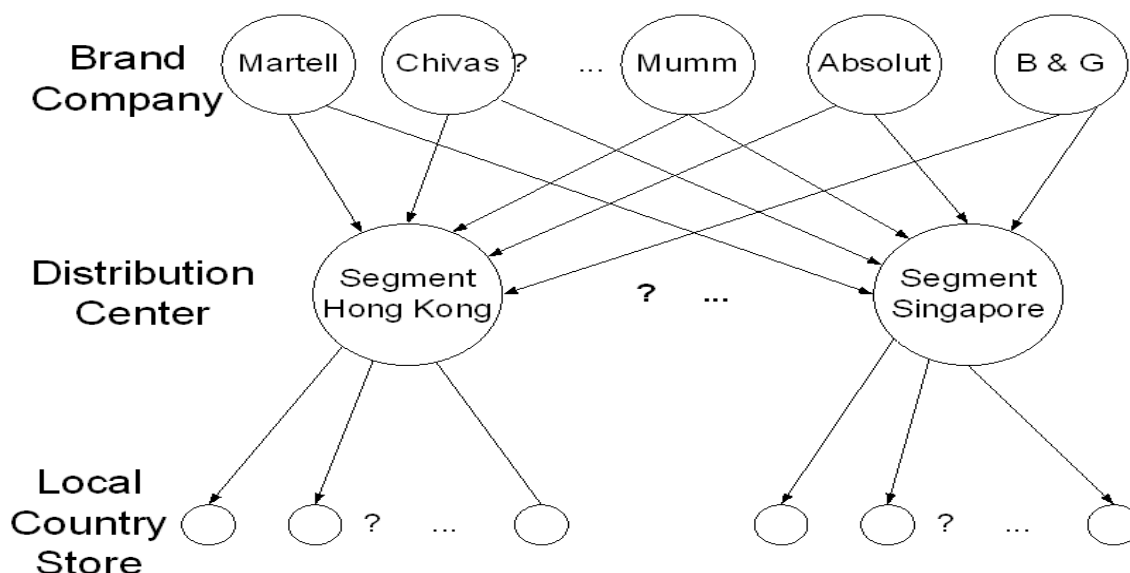 Brand
Company
Martell
Chivas ?
...
Mumm
Absolut
B & G
Distribution
Center
Segment
Hong Kong
? ...
Segment
Singapore
Local
Country
Store
? ...
? ...